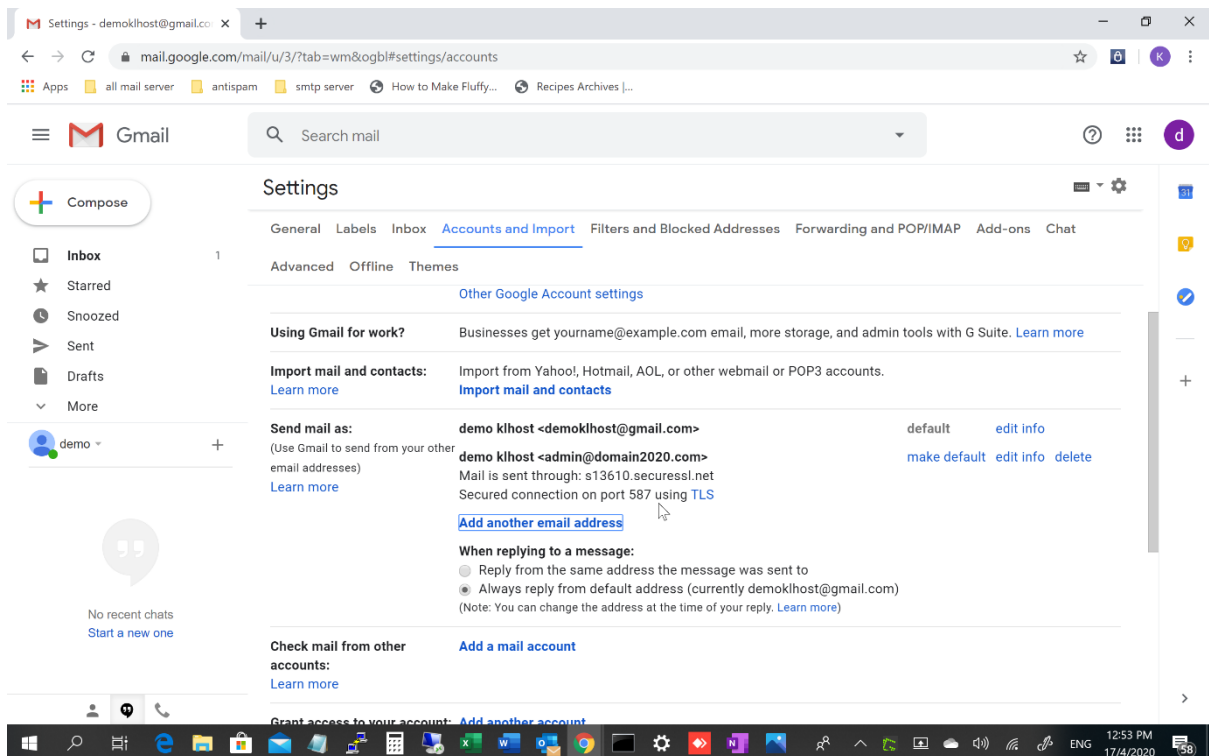 Settings - demoklhost@gmail.co
mail.google.com/mail/u/3/?tab=wm&ogbl#settings/accounts
K
Apps all mail server antispam smtp server How to Make Fluffy... Recipes Archives |...
Gmail
Search mail
d
Compose
Settings
31
General Labels Inbox Accounts and Import Filters and Blocked Addresses Forwarding and POP/IMAP Add-ons Chat
Advanced Offline Themes
Inbox 1
Starred
Snoozed
Sent
Drafts
More
demo
No recent chats
Start a new one
Other Google Account settings
Using Gmail for work? Businesses get yourname@example.com email, more storage, and admin tools with G Suite. Learn more
Import mail and contacts: Import from Yahoo!, Hotmail, AOL, or other webmail or POP3 accounts.
Learn more Import mail and contacts
Send mail as: demo klhost <demoklhost@gmail.com> default edit info
(Use Gmail to send from your other
email addresses)
Learn more
demo klhost <admin@domain2020.com> make default edit info delete
Mail is sent through: s13610.securessl.net
Secured connection on port 587 using TLS
Add another email address
When replying to a message:
Reply from the same address the message was sent to
Always reply from default address (currently demoklhost@gmail.com)
(Note: You can change the address at the time of your reply. Learn more)
Check mail from other
accounts:
Learn more
Add a mail account
Grant access to your account: Add another account
ENG
12:53 PM
17/4/2020
58